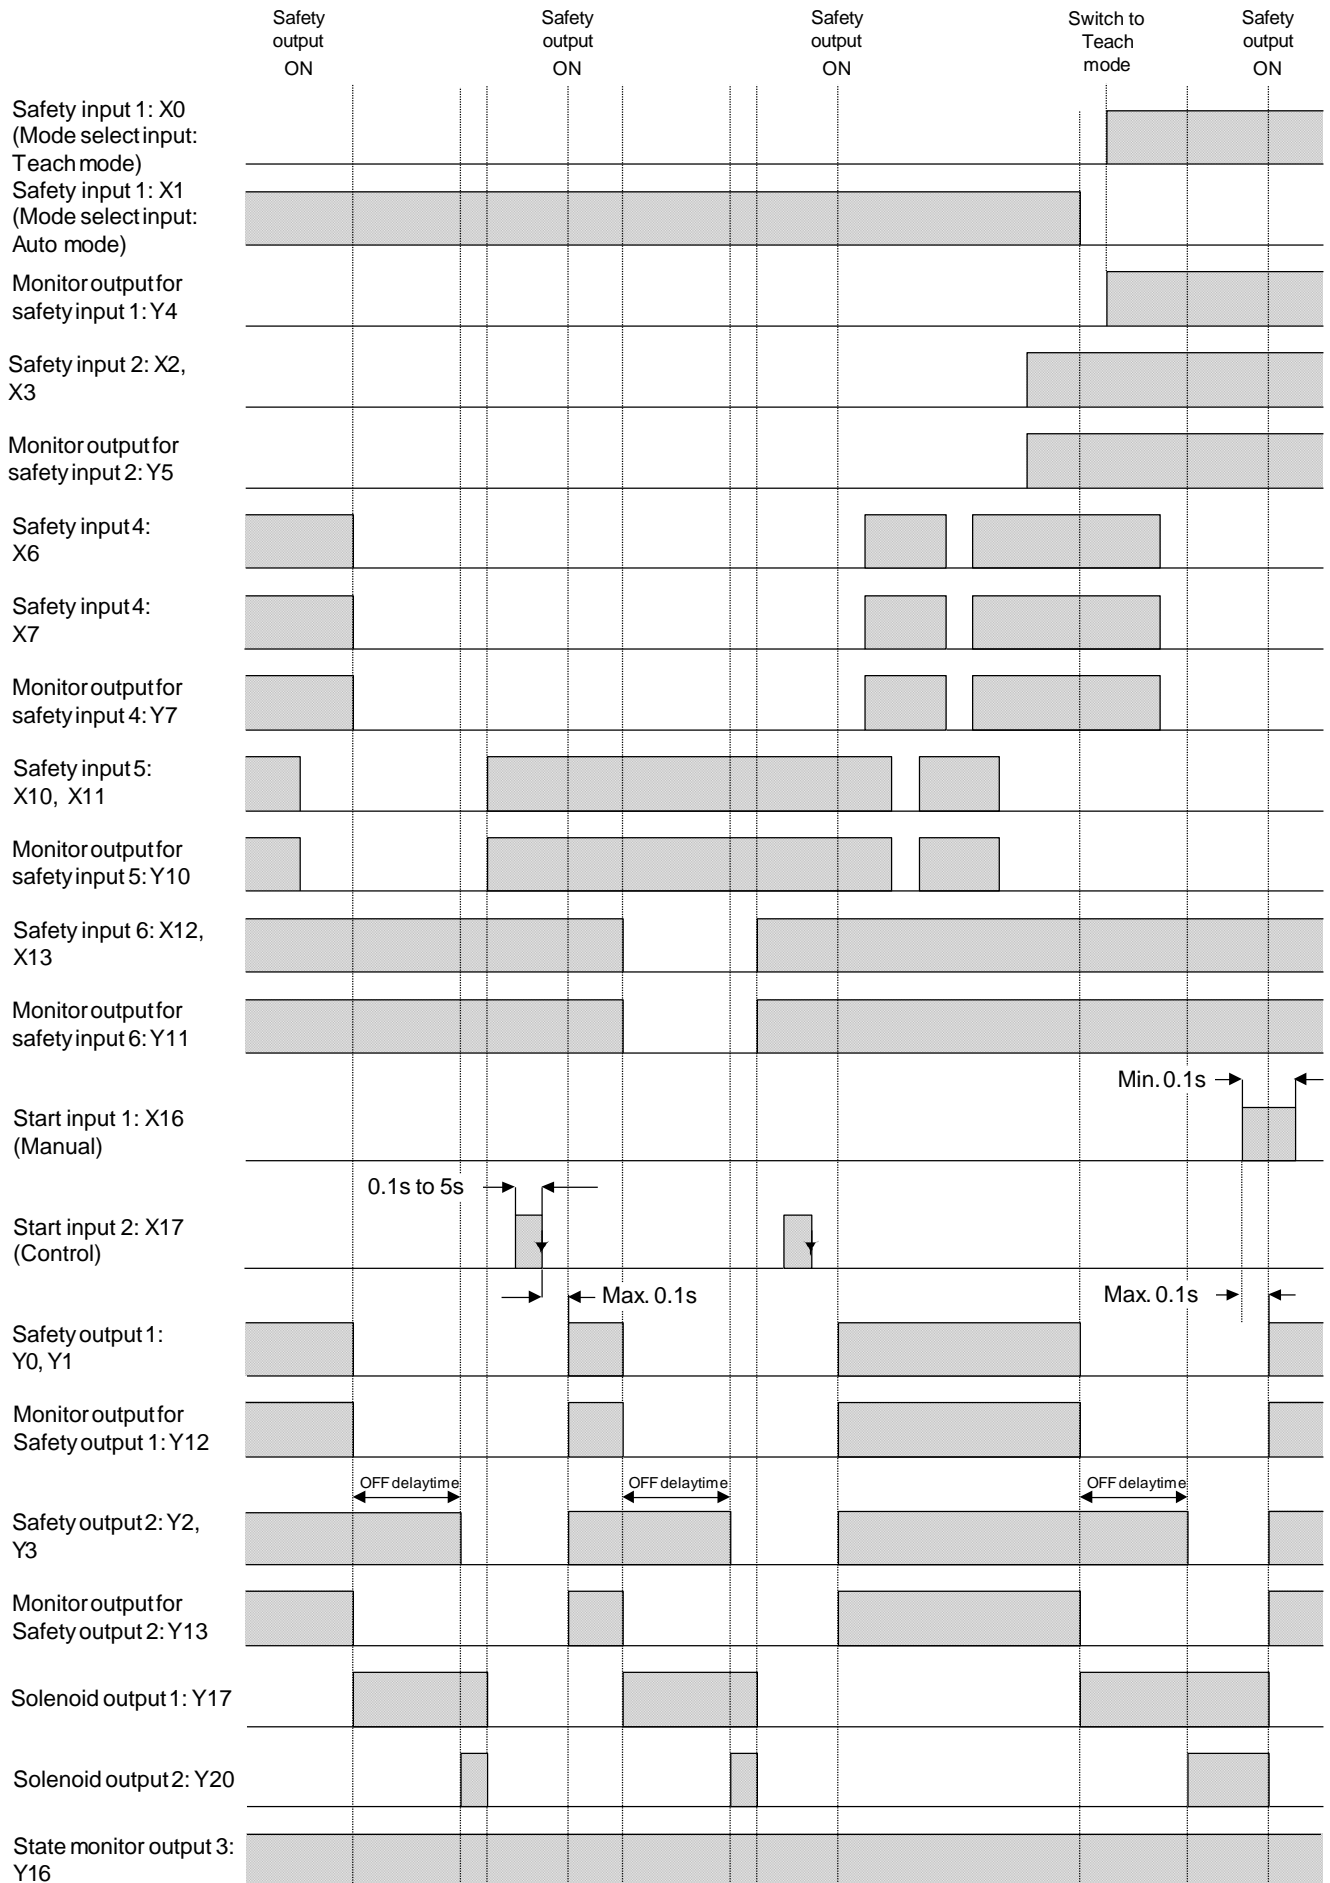 Safety
output
ON
Safety
output
ON
Safety
output
ON
Switch to
Teach
mode
Safety
output
ON
Safety input 1: X0
(Mode select input:
Teach mode)
Safety input 1: X1
(Mode select input:
Auto mode)
Monitor output for
safety input 1: Y4
Safety input 2: X2,
X3
Monitor output for
safety input 2: Y5
Safety input 4:
X6
Safety input 4:
X7
Monitor output for
safety input 4: Y7
Safety input 5:
X10, X11
Monitor output for
safety input 5: Y10
Safety input 6: X12,
X13
Monitor output for
safety input 6: Y11
Min. 0.1s
Start input 1: X16
(Manual)
0.1s to 5s
Start input 2: X17
(Control)
Max. 0.1s
Max. 0.1s
Safety output 1:
Y0, Y1
Monitor output for
Safety output 1: Y12
OFF delaytime
OFF delaytime
OFF delaytime
Safety output 2: Y2,
Y3
Monitor output for
Safety output 2: Y13
Solenoid output 1: Y17
Solenoid output 2: Y20
State monitor output 3:
Y16